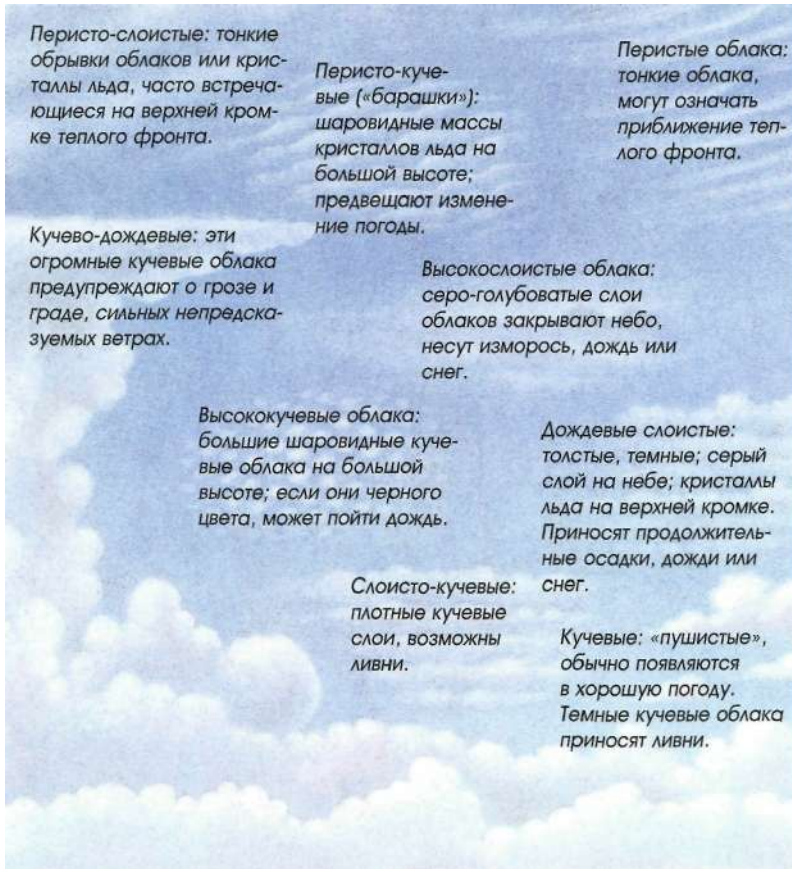 Перисто-слоистые: тонкие
обрывки облаков или крис-
таллы льда, часто встреча-
ющиеся на верхней кром-
ке теплого фронта.
Перисто-куче-
вые («барашки»):
шаровидные массы
кристаллов льда на
большой высоте;
предвещают измене-
ние погоды.
Перистые облака:
тонкие облака,
могут означать
приближение теп-
лого фронта.
Кучево-дождевые: эти
огромные кучевые облака
предупреждают о грозе и
граде, сильных непредска-
зуемых ветрах.
Высокослоистые облака:
серо-голубоватые слои
облаков закрывают небо,
несут изморось, дождь или
снег.
Высококучевые облака:
большие шаровидные куче-
вые облака на большой
высоте; если они черного
цвета, может пойти дождь.
Дождевые слоистые:
толстые, темные; серый
слой на небе; кристаллы
льда на верхней кромке.
Приносят продолжитель-
ные осадки, дожди или
снег.
Слоисто-кучевые:
плотные кучевые
слои, возможны
ливни.
Кучевые: «пушистые»,
обычно появляются
в хорошую погоду.
Темные кучевые облака
приносят ливни.